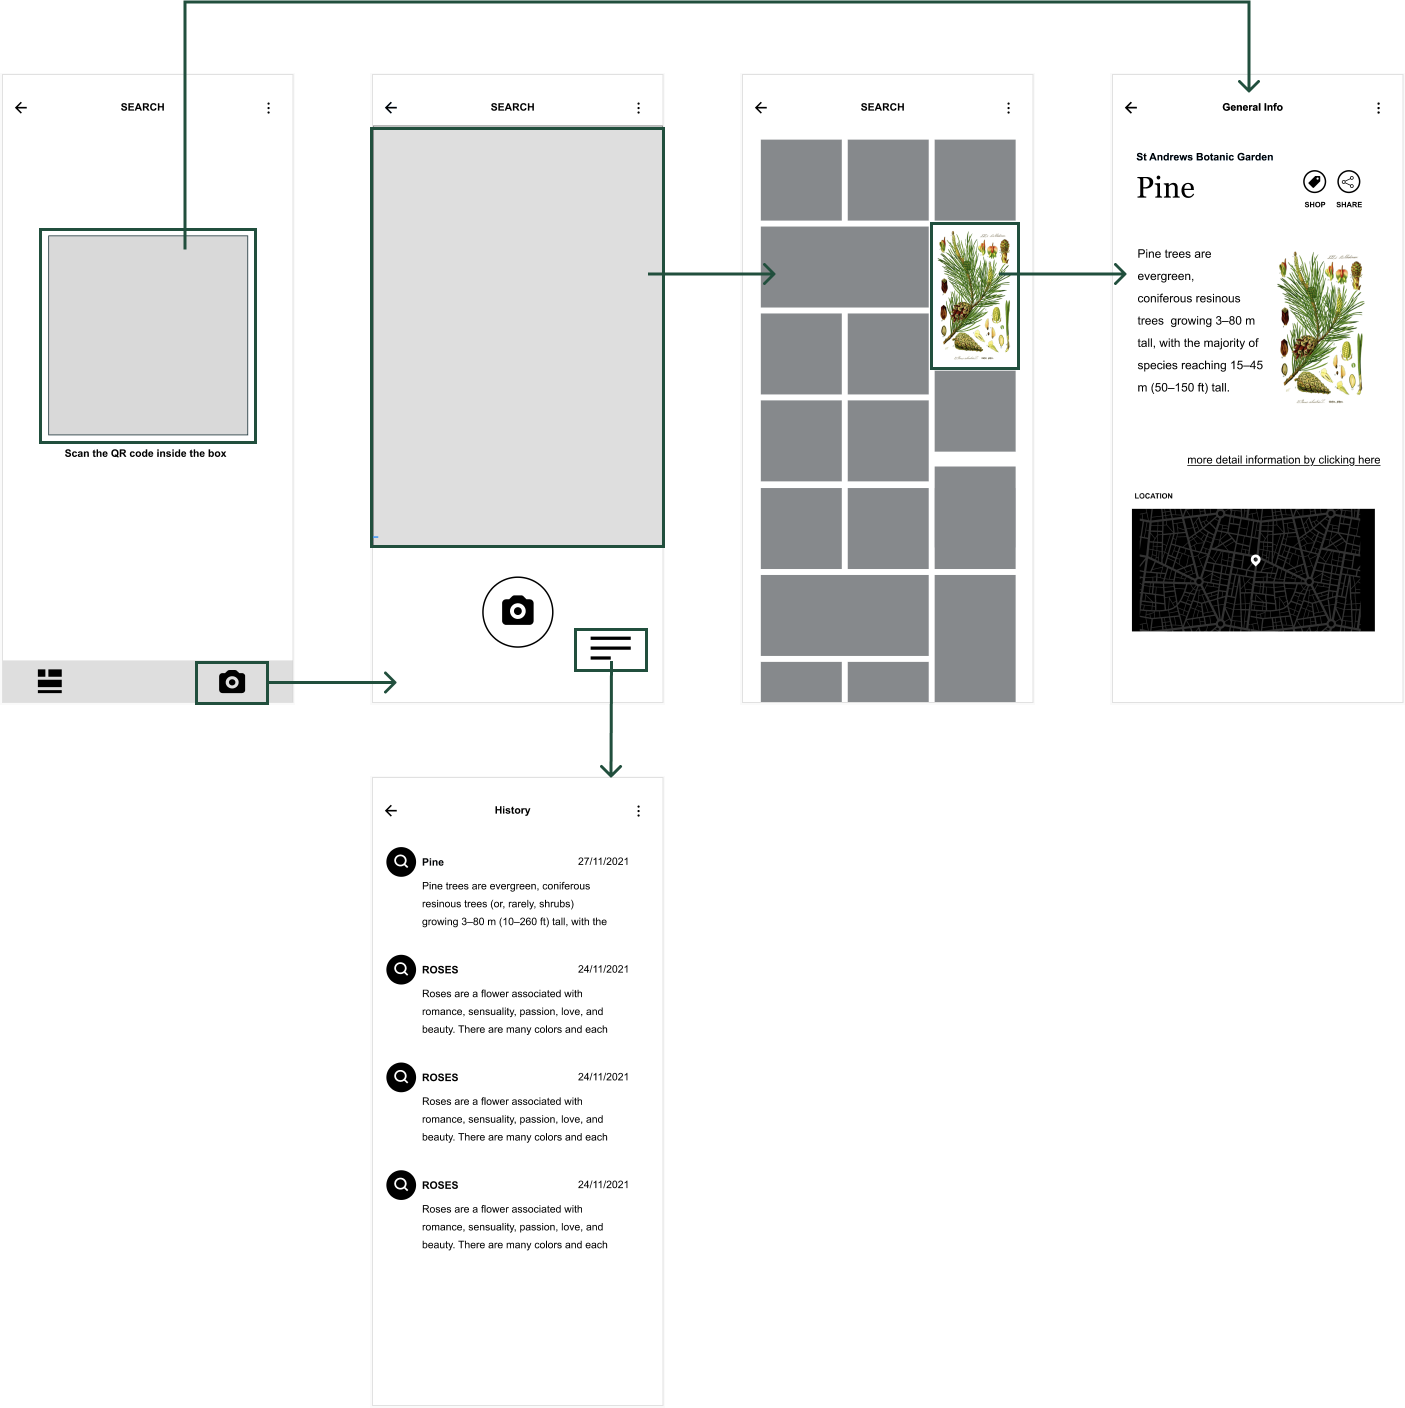 SEARCH
Scan the QR code inside the box
SEARCH
SEARCH
General Info
St Andrews Botanic Garden
Pine
SHOP SHARE
Pine trees are
evergreen,
coniferous resinous
trees growing 3–80 m
tall, with the majority of
species reaching 15–45
m (50–150 ft) tall.
more detail information by clicking here
LOCATION
History
Pine 27/11/2021
Pine trees are evergreen, coniferous
resinous trees (or, rarely, shrubs)
growing 3–80 m (10–260 ft) tall, with the
ROSES 24/11/2021
Roses are a flower associated with
romance, sensuality, passion, love, and
beauty. There are many colors and each
ROSES 24/11/2021
Roses are a flower associated with
romance, sensuality, passion, love, and
beauty. There are many colors and each
ROSES 24/11/2021
Roses are a flower associated with
romance, sensuality, passion, love, and
beauty. There are many colors and each